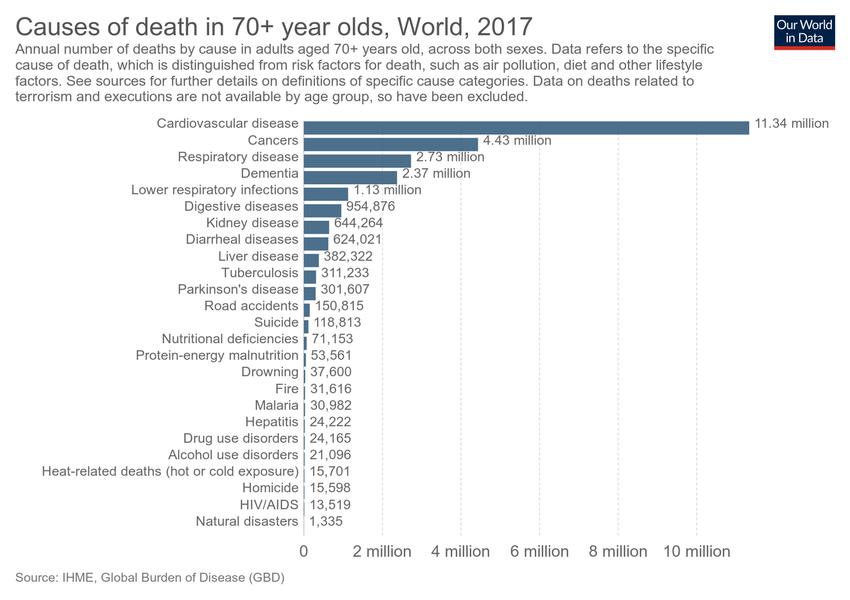 Causes of death in 70+ year olds, World, 2017
Our World
in Data
Annual number of deaths by cause in adults aged 70+ years old, across both sexes. Data refers to the specific
cause of death, which is distinguished from risk factors for death, such as air pollution, diet and other lifestyle
factors. See sources for further details on definitions of specific cause categories. Data on deaths related to
terrorism and executions are not available by age group, so have been excluded.
Cardiovascular disease 11.34 million
Cancers 4.43 million
Respiratory disease 2.73 million
Dementia 2.37 million
Lower respiratory infections 1.13 million
Digestive diseases 954,876
Kidney disease 644,264
Diarrheal diseases 624,021
Liver disease 382,322
Tuberculosis 311,233
Parkinson's disease 301,607
Road accidents 150,815
Suicide 118,813
Nutritional deficiencies 71,153
Protein-energy malnutrition 53,561
Drowning 37,600
Fire 31,616
Malaria 30,982
Hepatitis 24,222
Drug use disorders 24,165
Alcohol use disorders 21,096
Heat-related deaths (hot or cold exposure) 15,701
Homicide 15,598
HIV/AIDS 13,519
Natural disasters 1,335
0 2 million 4 million 6 million 8 million 10 million
Source: IHME, Global Burden of Disease (GBD)